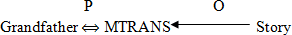 P O
Grandfather ⇔ MTRANS ← Story